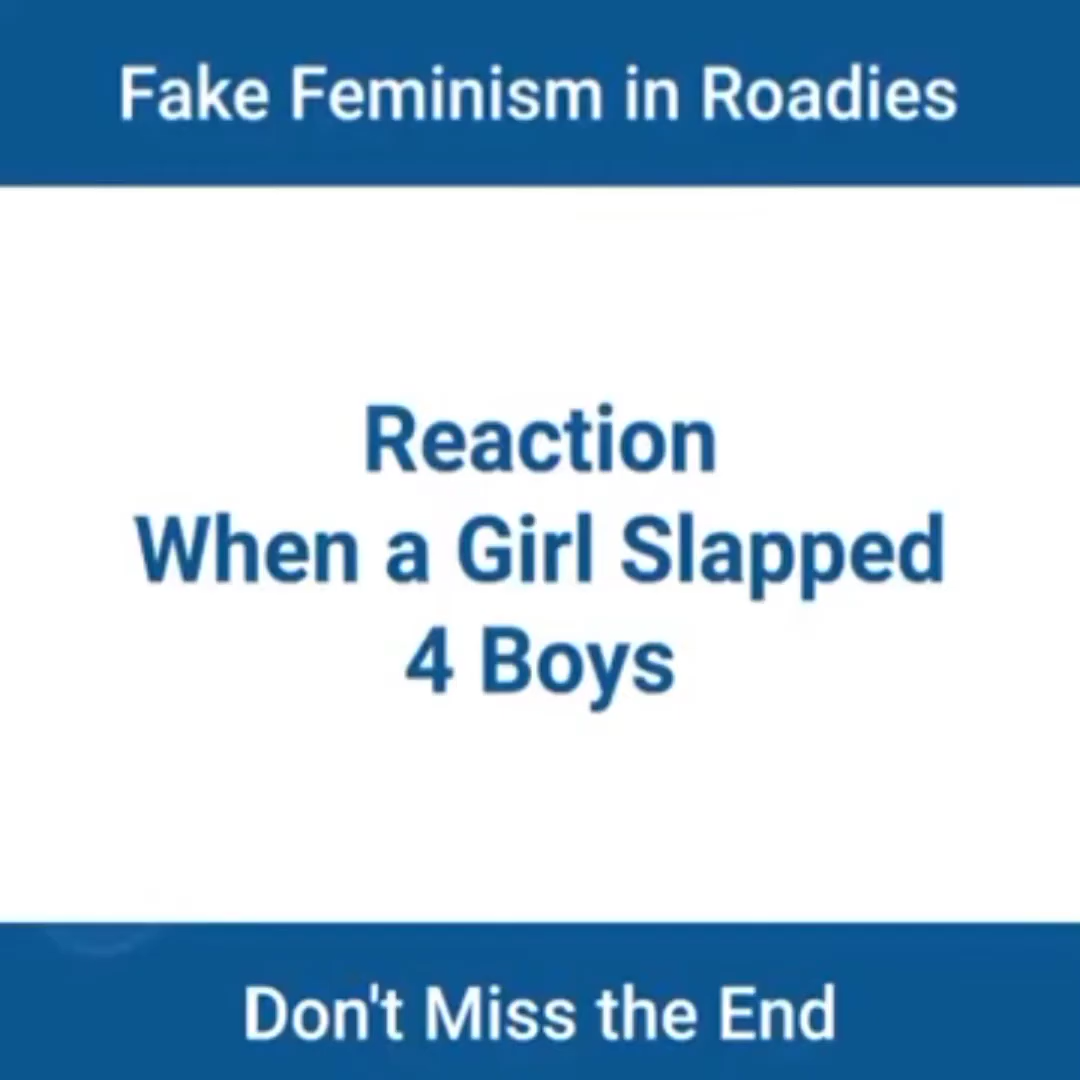 Fake Feminism in Roadies
Reaction
When a Girl Slapped
4 Boys
Don't Miss the End